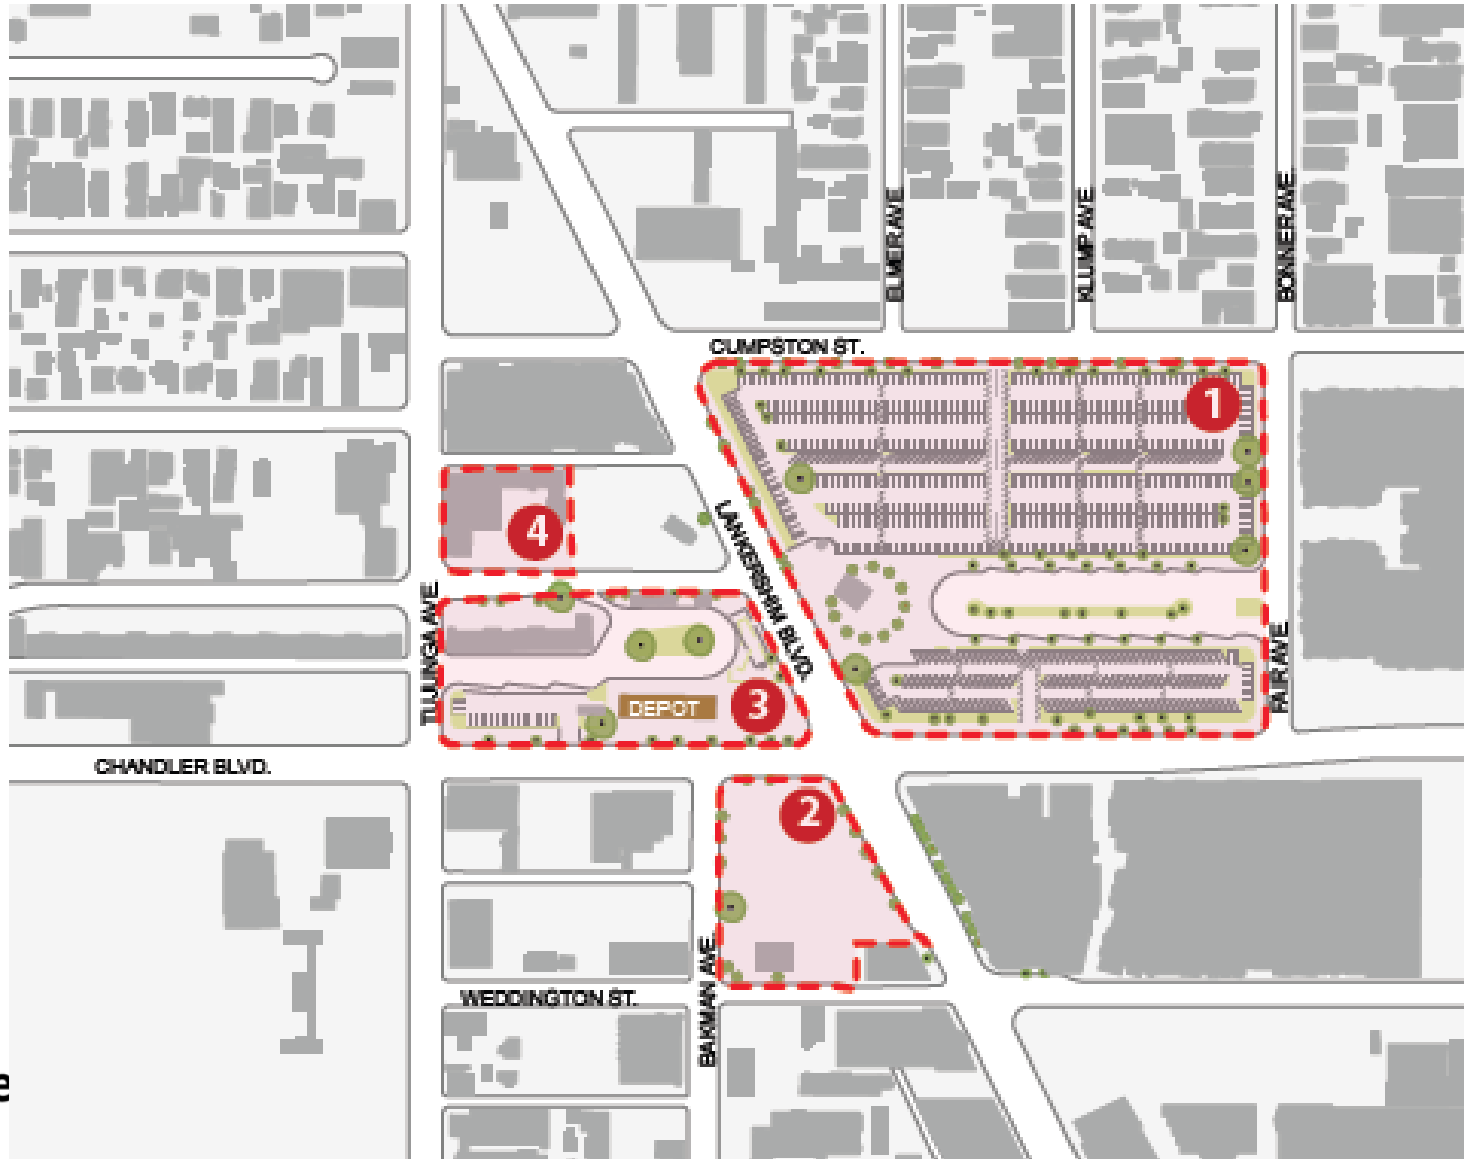 ELMER AVE.
KLUMP AVE.
BONNER AVE.
CUMPSTON ST.
1
4
LANKERSHIM BLVD.
TUJUNGA AVE.
FAIR AVE.
DEPOT
3
CHANDLER BLVD.
2
BAKMAN AVE.
WEDDINGTON ST.
a